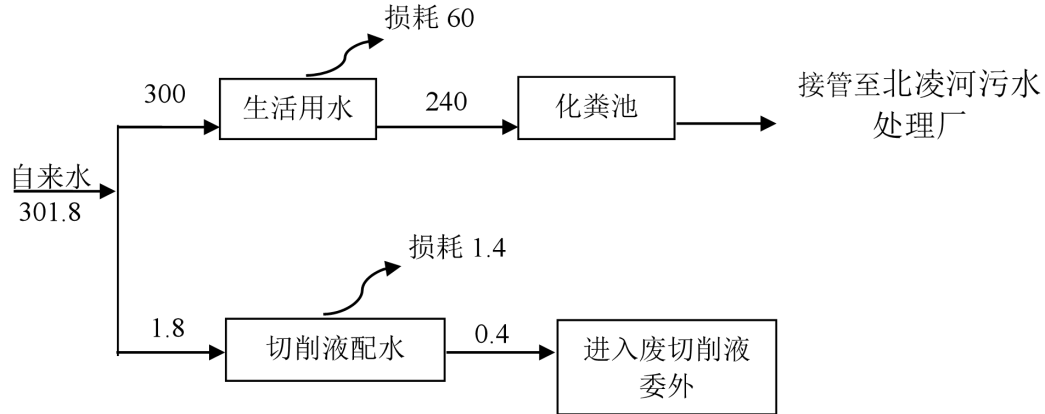 损耗 60
300
生活用水
240
化粪池
接管至北凌河污水
处理厂
自来水
301.8
损耗 1.4
1.8
切削液配水
0.4
进入废切削液
委外